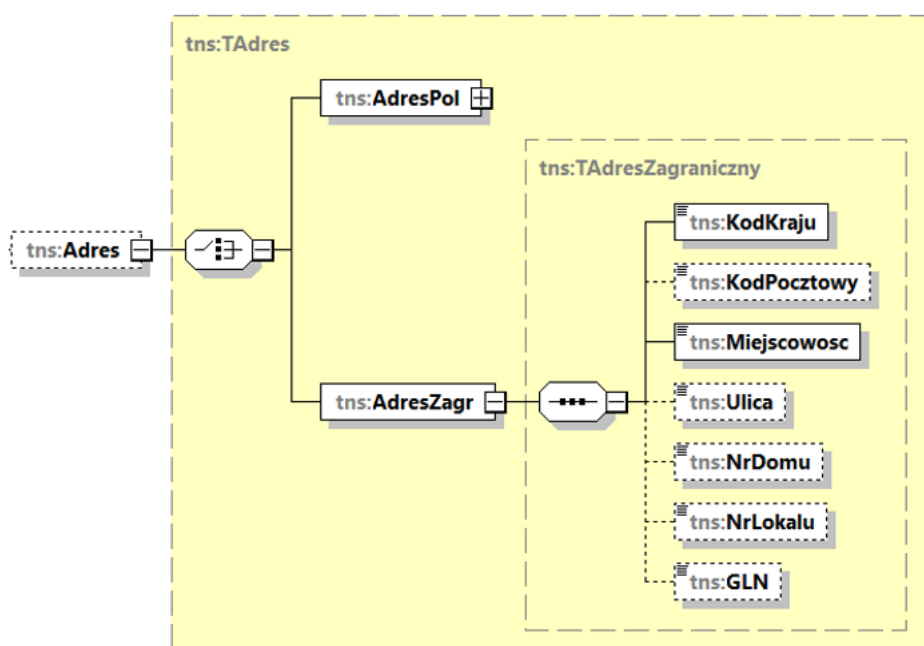 tns:TAdres
tns:AdresPol
tns:TAdresZagraniczny
tns:KodKraju
tns:Adres
tns:KodPocztowy
tns:Miejscowosc
tns:AdresZagr
tns:Ulica
tns:NrDomu
tns:NrLokalu
tns:GLN